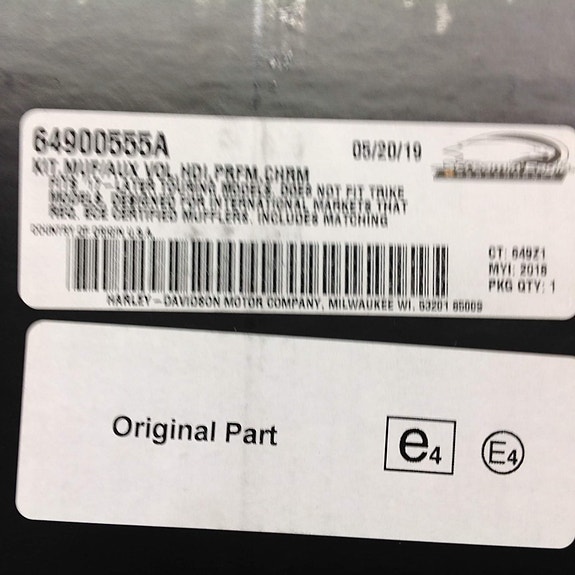 64900555A
05/20/19
KIT,MUF/AUX VOL,HDI,PRFM,CHRM
FITS '17-LATER TOURING MODELS. DOES NOT FIT TRIKE
MODELS. DESIGNED FOR INTERNATIONAL MARKETS THAT
REQ. ECE CERTIFIED MUFFLERS. INCLUDES MATCHING
COUNTRY OF ORIGIN U.S.A.
CT: 649Z1
MYI: 2018
PKG QTY: 1
HARLEY-DAVIDSON MOTOR COMPANY, MILWAUKEE WI. 53201
Original Part
e4
E4